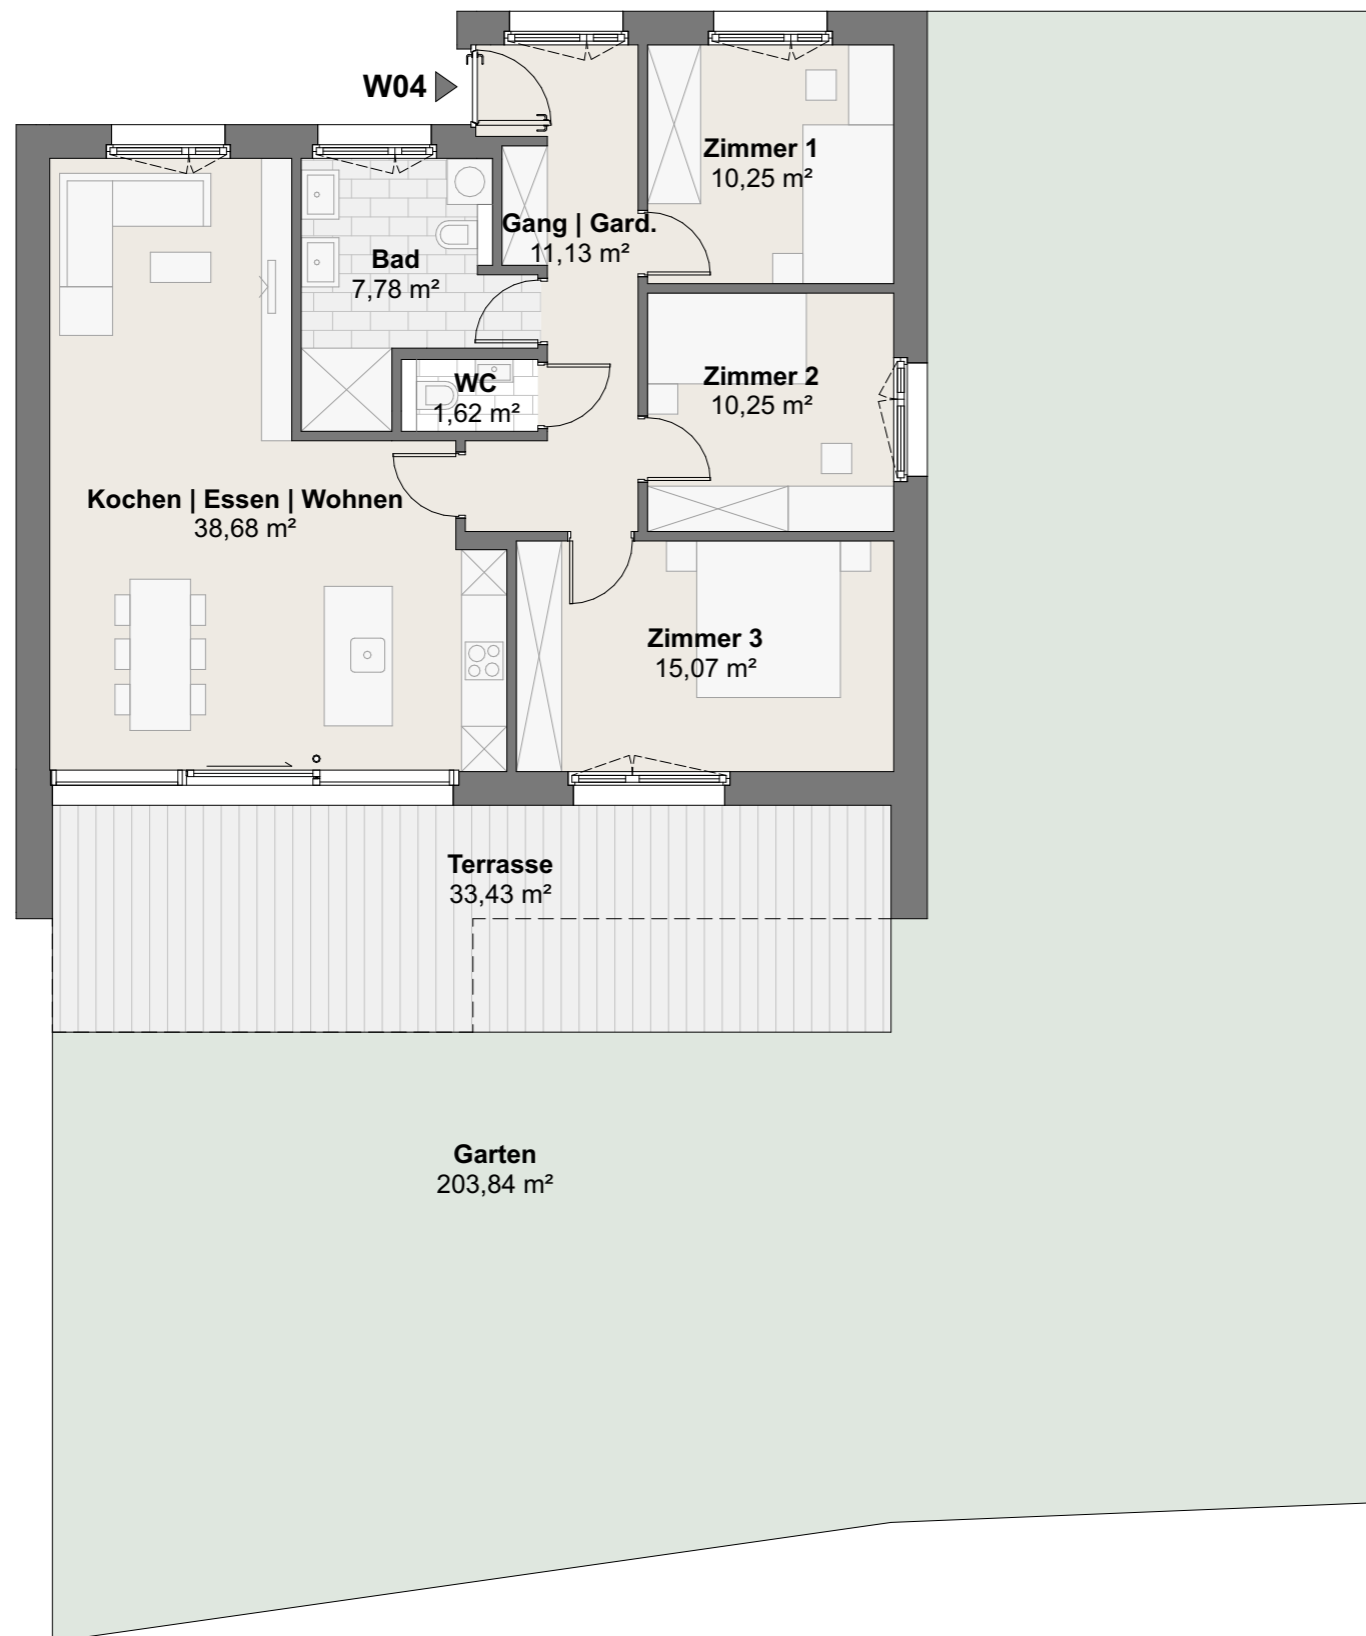 W04
Zimmer 1
10,25 m²
Gang | Gard.
11,13 m²
Bad
7,78 m²
Zimmer 2
10,25 m²
WC
1,62 m²
Kochen | Essen | Wohnen
38,68 m²
Zimmer 3
15,07 m²
Terrasse
33,43 m²
Garten
203,84 m²